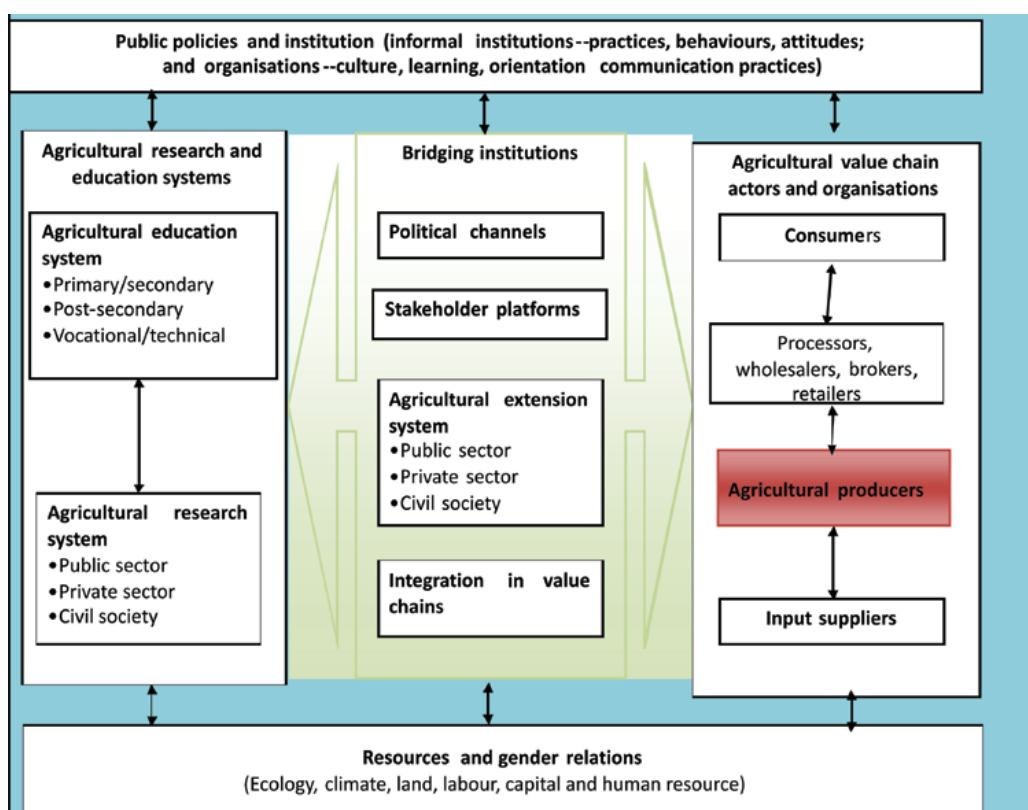 Public policies and institution (informal institutions--practices, behaviours, attitudes;
and organisations--culture, learning, orientation communication practices)
Agricultural research and
education systems
Agricultural education
system
•Primary/secondary
•Post-secondary
•Vocational/technical
Agricultural research
system
•Public sector
•Private sector
•Civil society
Bridging institutions
Political channels
Stakeholder platforms
Agricultural extension
system
•Public sector
•Private sector
•Civil society
Integration in value
chains
Agricultural value chain
actors and organisations
Consumers
Processors,
wholesalers, brokers,
retailers
Agricultural producers
Input suppliers
Resources and gender relations
(Ecology, climate, land, labour, capital and human resource)